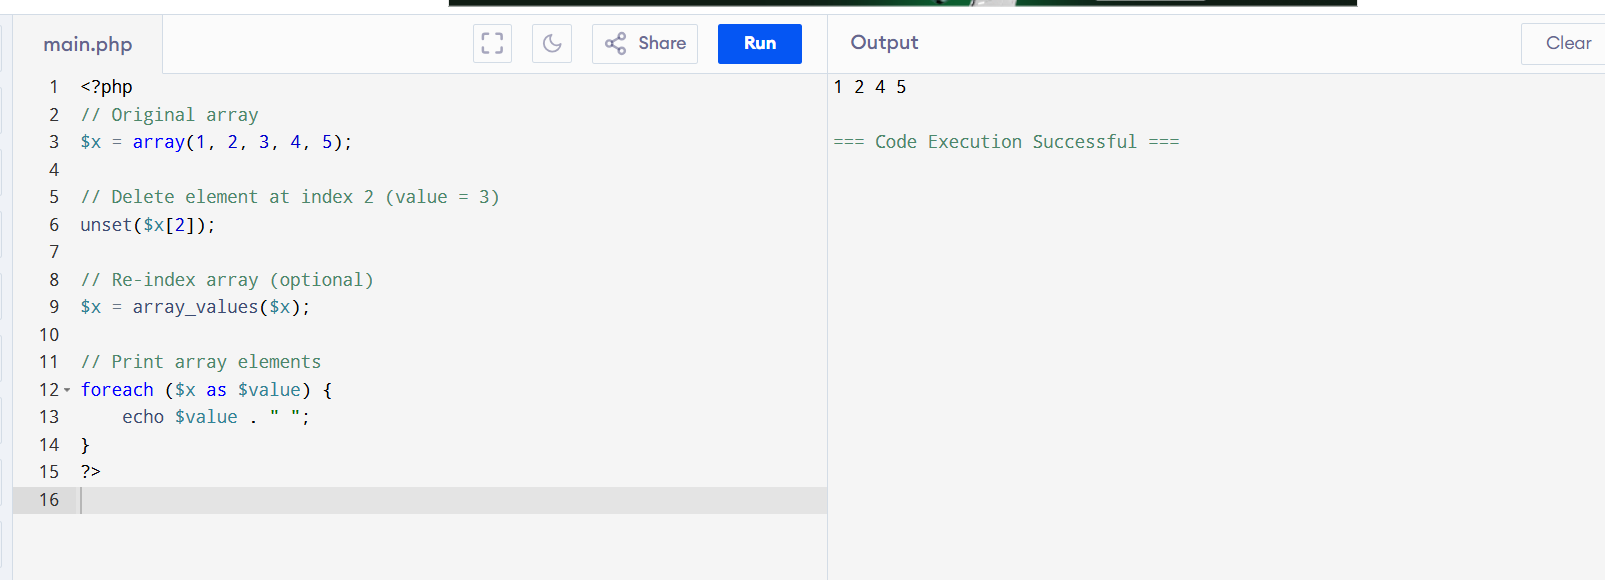 main.php
Share
Run
Output
Clear
1 <?php
2 // Original array
3 $x = array(1, 2, 3, 4, 5);
4
5 // Delete element at index 2 (value = 3)
6 unset($x[2]);
7
8 // Re-index array (optional)
9 $x = array_values($x);
10
11 // Print array elements
12 foreach ($x as $value) {
13     echo $value . " ";
14 }
15 ?>
16
1 2 4 5
=== Code Execution Successful ===